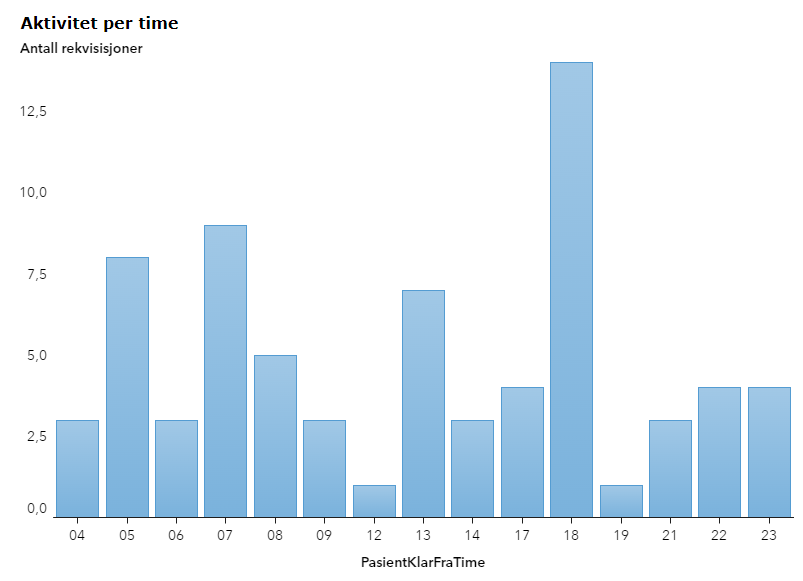 Aktivitet per time
Antall rekvisisjoner
12,5
10,0
7,5
5,0
2,5
0,0
04 05 06 07 08 09 12 13 14 17 18 19 21 22 23
PasientKlarFraTime